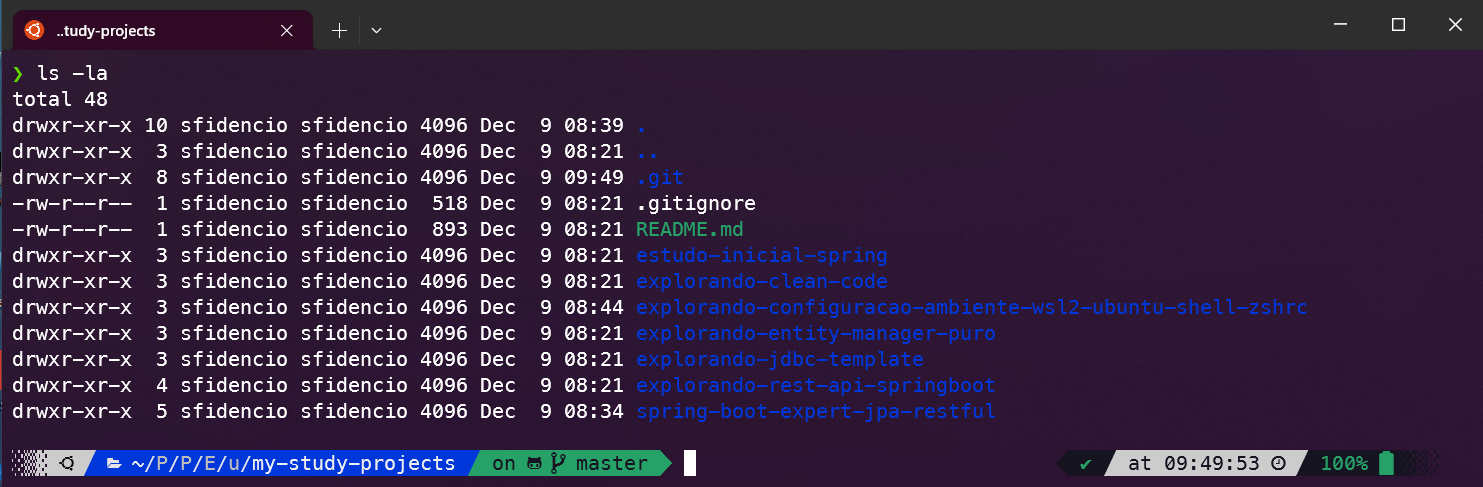 ..tudy-projects
❯ ls -la
total 48
drwxr-xr-x 10 sfidencio sfidencio 4096 Dec  9 08:39 .
drwxr-xr-x  3 sfidencio sfidencio 4096 Dec  9 08:21 ..
drwxr-xr-x  8 sfidencio sfidencio 4096 Dec  9 09:49 .git
-rw-r--r--  1 sfidencio sfidencio  518 Dec  9 08:21 .gitignore
-rw-r--r--  1 sfidencio sfidencio  893 Dec  9 08:21 README.md
drwxr-xr-x  3 sfidencio sfidencio 4096 Dec  9 08:21 estudo-inicial-spring
drwxr-xr-x  3 sfidencio sfidencio 4096 Dec  9 08:21 explorando-clean-code
drwxr-xr-x  3 sfidencio sfidencio 4096 Dec  9 08:44 explorando-configuracao-ambiente-wsl2-ubuntu-shell-zshrc
drwxr-xr-x  3 sfidencio sfidencio 4096 Dec  9 08:21 explorando-entity-manager-puro
drwxr-xr-x  3 sfidencio sfidencio 4096 Dec  9 08:21 explorando-jdbc-template
drwxr-xr-x  4 sfidencio sfidencio 4096 Dec  9 08:21 explorando-rest-api-springboot
drwxr-xr-x  5 sfidencio sfidencio 4096 Dec  9 08:34 spring-boot-expert-jpa-restful
~/P/P/E/u/my-study-projects on master ✔ at 09:49:53 100%